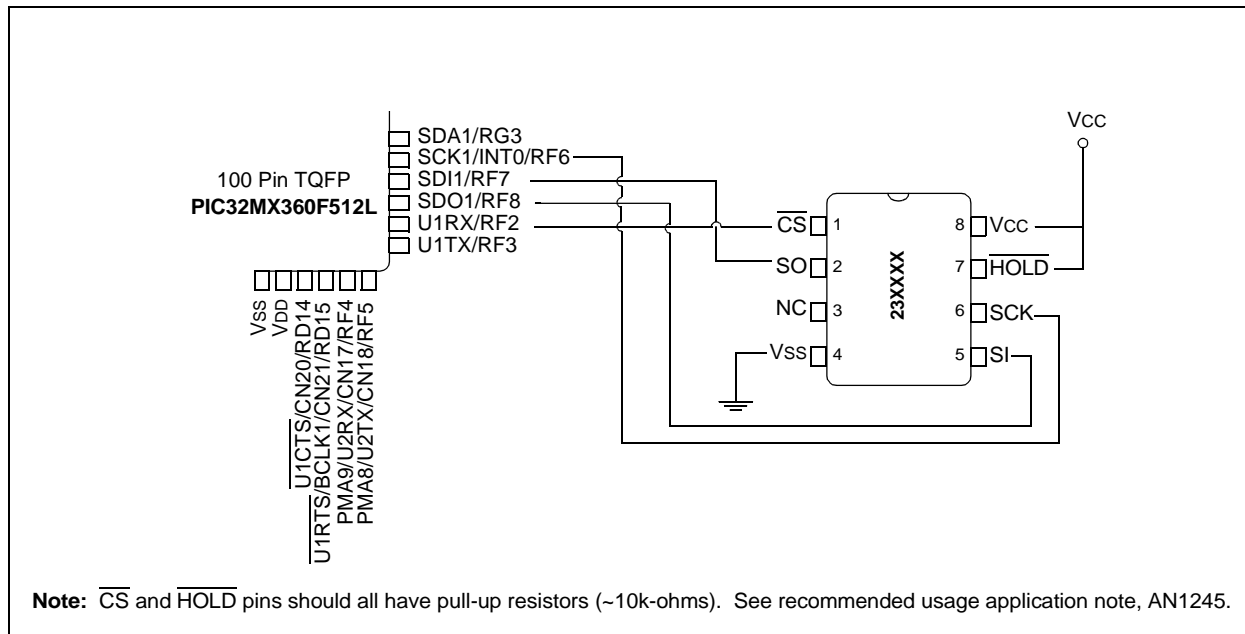 100 Pin TQFP
PIC32MX360F512L
SDA1/RG3
SCK1/INT0/RF6
SDI1/RF7
SDO1/RF8
U1RX/RF2
U1TX/RF3
VSS
VDD
U1CTS/CN20/RD14
U1RTS/BCLK1/CN21/RD15
PMA9/U2RX/CN17/RF4
PMA8/U2TX/CN18/RF5
VCC
CS 1
SO 2
NC 3
VSS 4
23XXXX
8 VCC
7 HOLD
6 SCK
5 SI
Note: CS and HOLD pins should all have pull-up resistors (~10k-ohms). See recommended usage application note, AN1245.